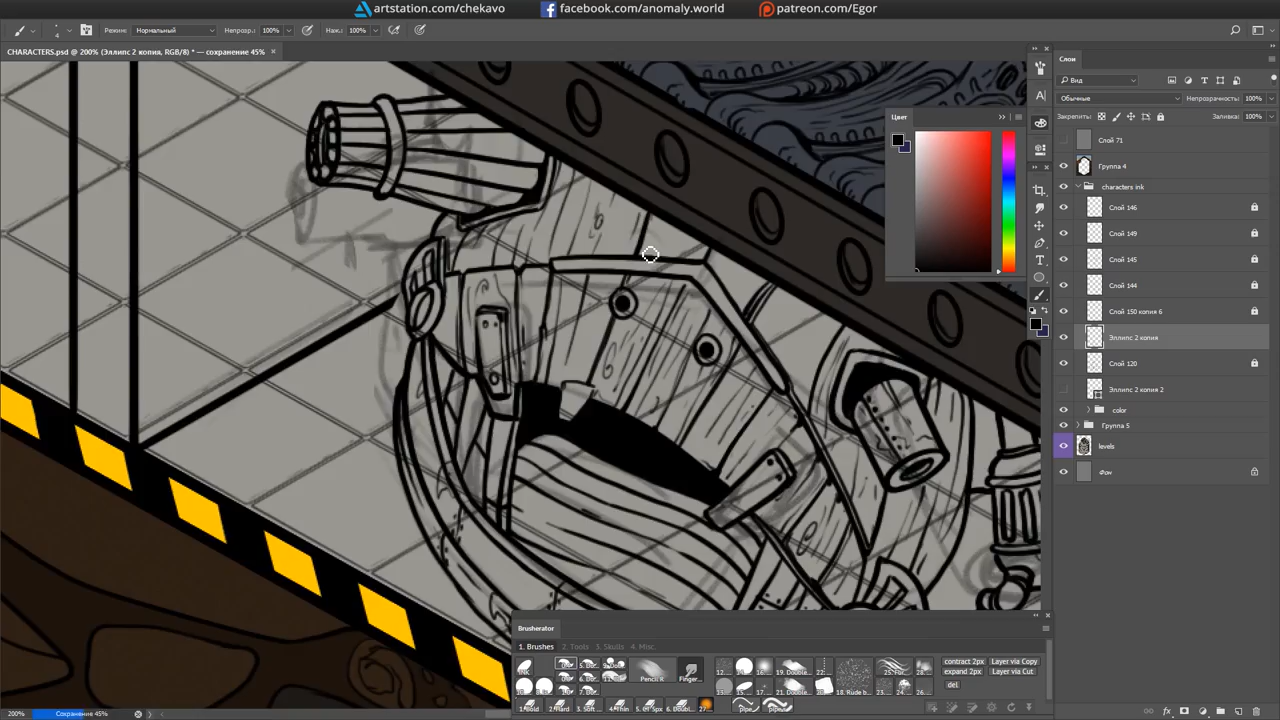 artstation.com/chekavo facebook.com/anomaly.world patreon.com/Egor
Режим: Нормальный Непрозр.: 100% Наж.: 100%
CHARACTERS.psd @ 200% (Эллипс 2 копия, RGB/8) * — сохранение 45% ×
Слои
Вид
Обычные Непрозрачность: 100%
Закрепить: Заливка: 100%
Слой 71
Группа 4
characters ink
Слой 146
Слой 149
Слой 145
Слой 144
Слой 150 копия 6
Эллипс 2 копия
Слой 120
Эллипс 2 копия 2
color
Группа 5
levels
Фон
Цвет
Brusherator
1. Brushes 2. Tools 3. Skulls 4. Misc.
contract 2px Layer via Copy
expand 2px Layer via Cut
del
Pencil R Finger...
200% Сохранение 45%